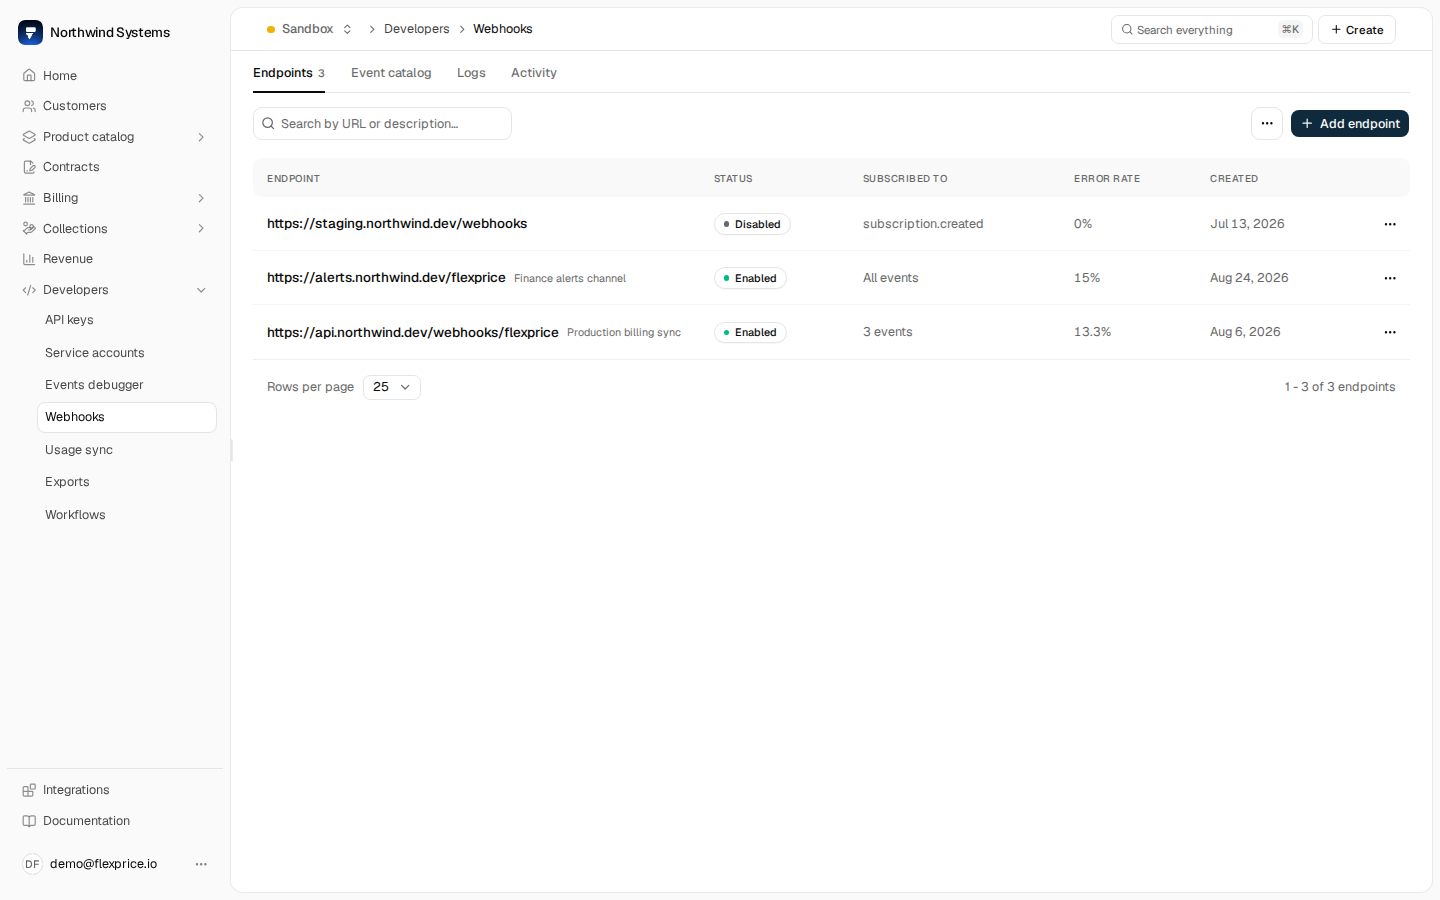 Northwind Systems
Home
Customers
Product catalog
Contracts
Billing
Collections
Revenue
Developers
API keys
Service accounts
Events debugger
Webhooks
Usage sync
Exports
Workflows
Integrations
Documentation
DF demo@flexprice.io
Sandbox Developers Webhooks
Search everything ⌘K
Create
Endpoints 3 Event catalog Logs Activity
Search by URL or description...
Add endpoint
ENDPOINT STATUS SUBSCRIBED TO ERROR RATE CREATED
https://staging.northwind.dev/webhooks Disabled subscription.created 0% Jul 13, 2026
https://alerts.northwind.dev/flexprice Finance alerts channel Enabled All events 15% Aug 24, 2026
https://api.northwind.dev/webhooks/flexprice Production billing sync Enabled 3 events 13.3% Aug 6, 2026
Rows per page 25 1 - 3 of 3 endpoints